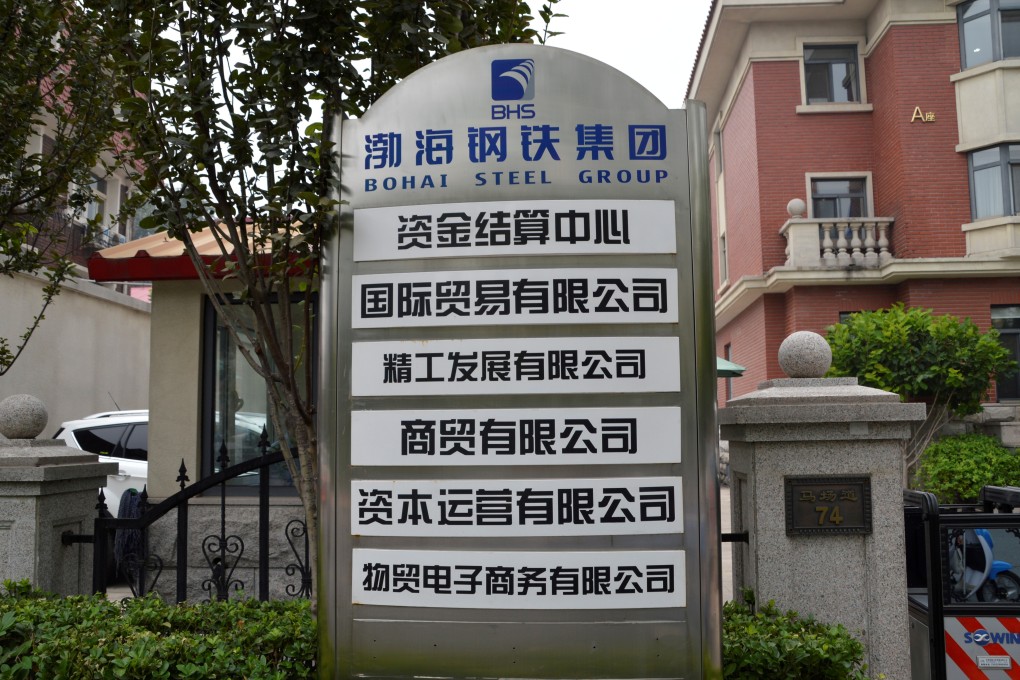 BHS
渤海钢铁集团
BOHAI STEEL GROUP
资金结算中心
国际贸易有限公司
精工发展有限公司
商贸有限公司
资本运营有限公司
物贸电子商务有限公司
A座
马场道
74